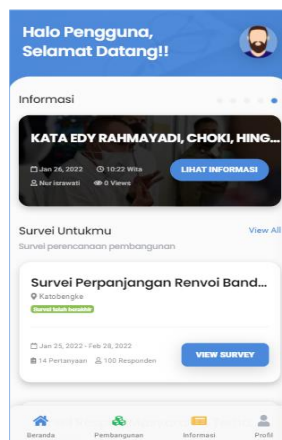 Halo Pengguna,
Selamat Datang!!
Informasi
KATA EDY RAHMAYADI, CHOKI, HING...
Jan 26, 2022 10:22 Wita
Nur israwati 0 Views
LIHAT INFORMASI
Survei Untukmu View All
Survei perencanaan pembangunan
Survei Perpanjangan Renvoi Band...
Katobengke
Survei telah berakhir
Jan 25, 2022 - Feb 28, 2022
14 Pertanyaan 100 Responden
VIEW SURVEY
Beranda Pembangunan Informasi Profil